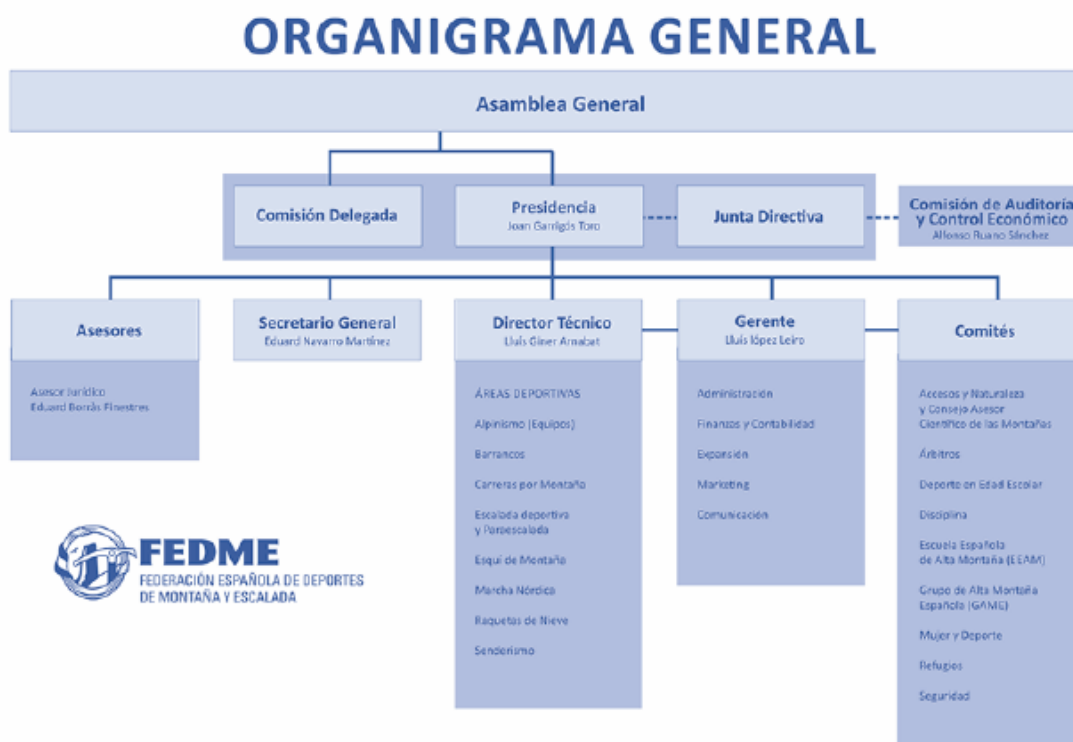 ORGANIGRAMA GENERAL
Asamblea General
Comisión Delegada
Presidencia
Joan Garrigós Toro
Junta Directiva
Comisión de Auditoría
y Control Económico
Alfonso Ruano Sánchez
Asesores
Asesor Jurídico
Eduard Borràs Finestres
Secretario General
Eduard Navarro Martínez
Director Técnico
Lluís Giner Arnabat
ÁREAS DEPORTIVAS
Alpinismo (Equipos)
Barrancos
Carreras por Montaña
Escalada deportiva
y Paraescalada
Esquí de Montaña
Marcha Nórdica
Raquetas de Nieve
Senderismo
Gerente
Lluís López Leiro
Administración
Finanzas y Contabilidad
Expansión
Marketing
Comunicación
Comités
Accesos y Naturaleza
y Consejo Asesor
Científico de las Montañas
Árbitros
Deporte en Edad Escolar
Disciplina
Escuela Española
de Alta Montaña (EEAM)
Grupo de Alta Montaña
Española (GAME)
Mujer y Deporte
Refugios
Seguridad
FEDME
FEDERACIÓN ESPAÑOLA DE DEPORTES
DE MONTAÑA Y ESCALADA